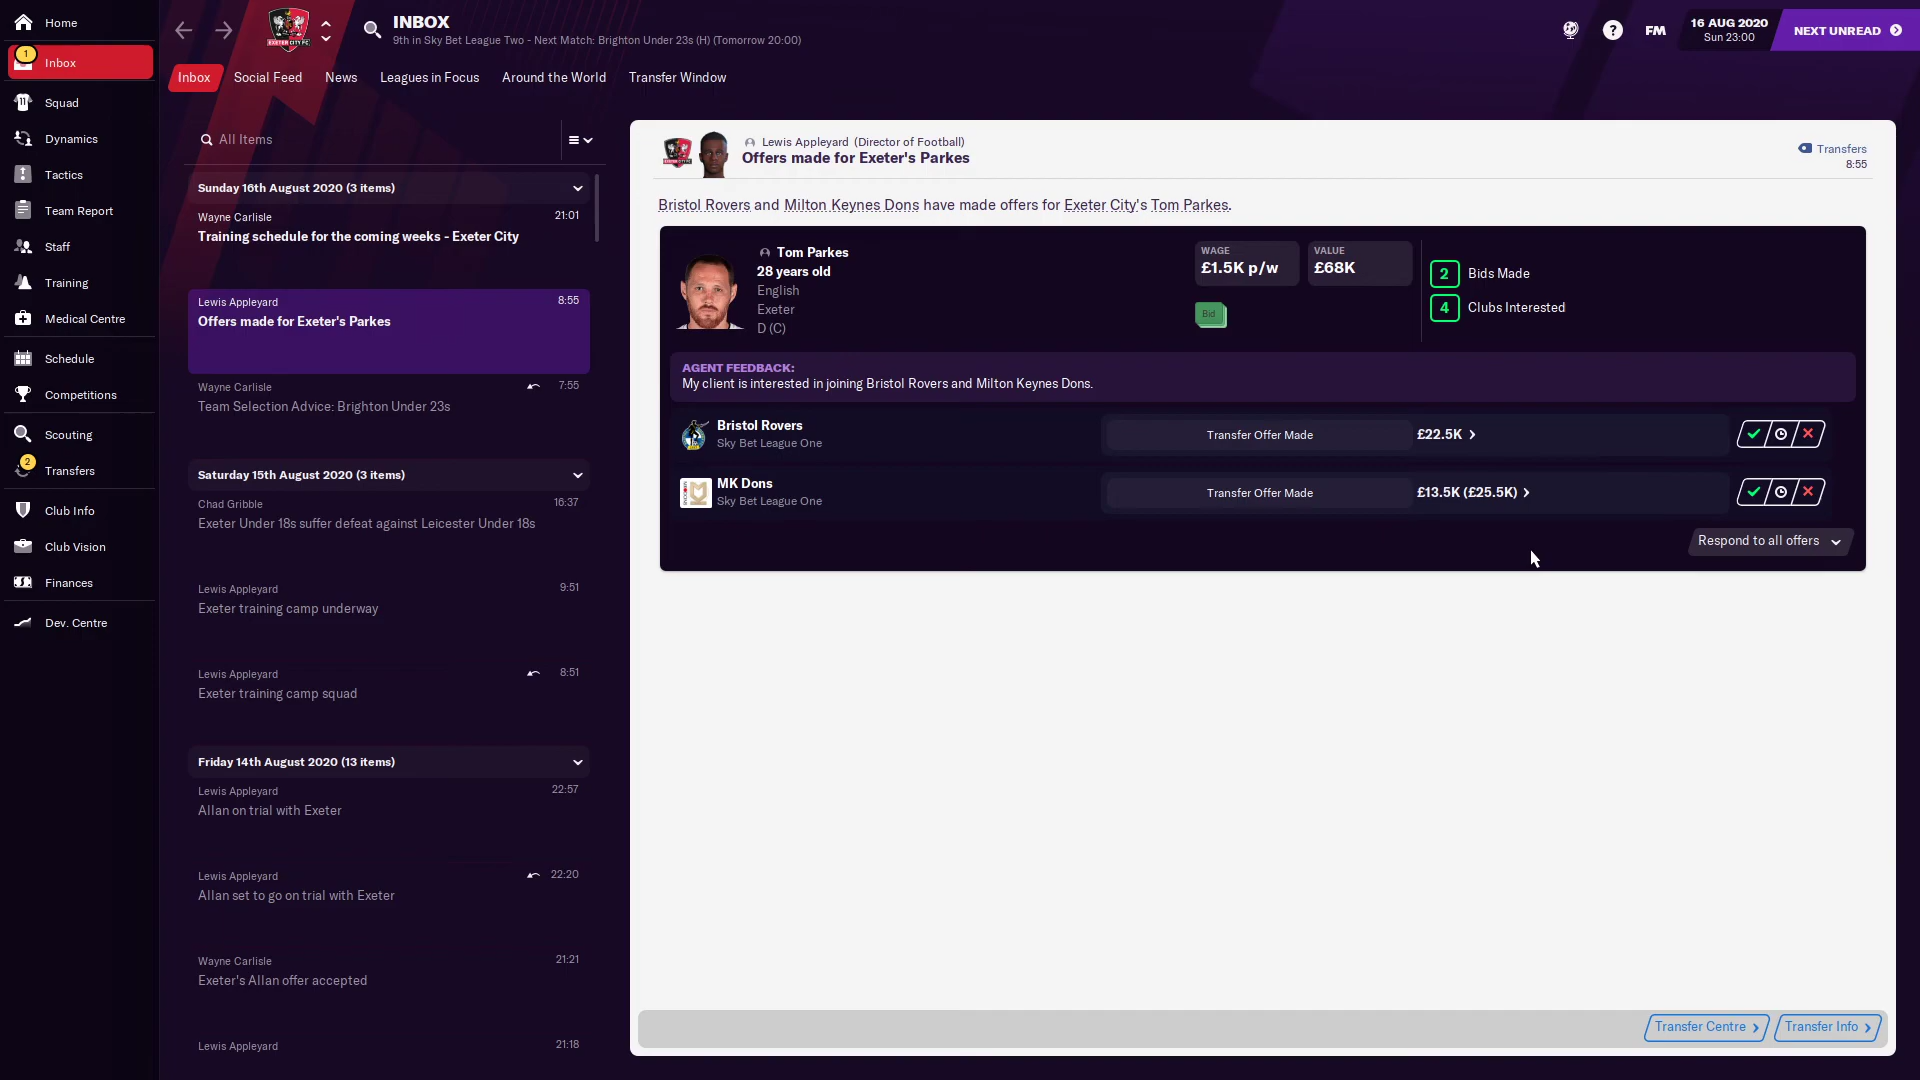 Home
1
Inbox
Squad
Dynamics
Tactics
Team Report
Staff
Training
Medical Centre
Schedule
Competitions
Scouting
2
Transfers
Club Info
Club Vision
Finances
Dev. Centre
EXETER CITY FC
INBOX
9th in Sky Bet League Two - Next Match: Brighton Under 23s (H) (Tomorrow 20:00)
?
FM
16 AUG 2020
Sun 23:00
NEXT UNREAD
Inbox
Social Feed
News
Leagues in Focus
Around the World
Transfer Window
All Items
Sunday 16th August 2020 (3 items)
Wayne Carlisle 21:01
Training schedule for the coming weeks - Exeter City
Lewis Appleyard 8:55
Offers made for Exeter's Parkes
Wayne Carlisle 7:55
Team Selection Advice: Brighton Under 23s
Saturday 15th August 2020 (3 items)
Chad Gribble 16:37
Exeter Under 18s suffer defeat against Leicester Under 18s
Lewis Appleyard 9:51
Exeter training camp underway
Lewis Appleyard 8:51
Exeter training camp squad
Friday 14th August 2020 (13 items)
Lewis Appleyard 22:57
Allan on trial with Exeter
Lewis Appleyard 22:20
Allan set to go on trial with Exeter
Wayne Carlisle 21:21
Exeter's Allan offer accepted
Lewis Appleyard 21:18
Lewis Appleyard (Director of Football)
Offers made for Exeter's Parkes
Transfers
8:55
Bristol Rovers and Milton Keynes Dons have made offers for Exeter City's Tom Parkes.
Tom Parkes
28 years old
English
Exeter
D (C)
WAGE
£1.5K p/w
VALUE
£68K
Bid
2 Bids Made
4 Clubs Interested
AGENT FEEDBACK:
My client is interested in joining Bristol Rovers and Milton Keynes Dons.
Bristol Rovers
Sky Bet League One
Transfer Offer Made
£22.5K
MK Dons
Sky Bet League One
Transfer Offer Made
£13.5K (£25.5K)
Respond to all offers
Transfer Centre
Transfer Info